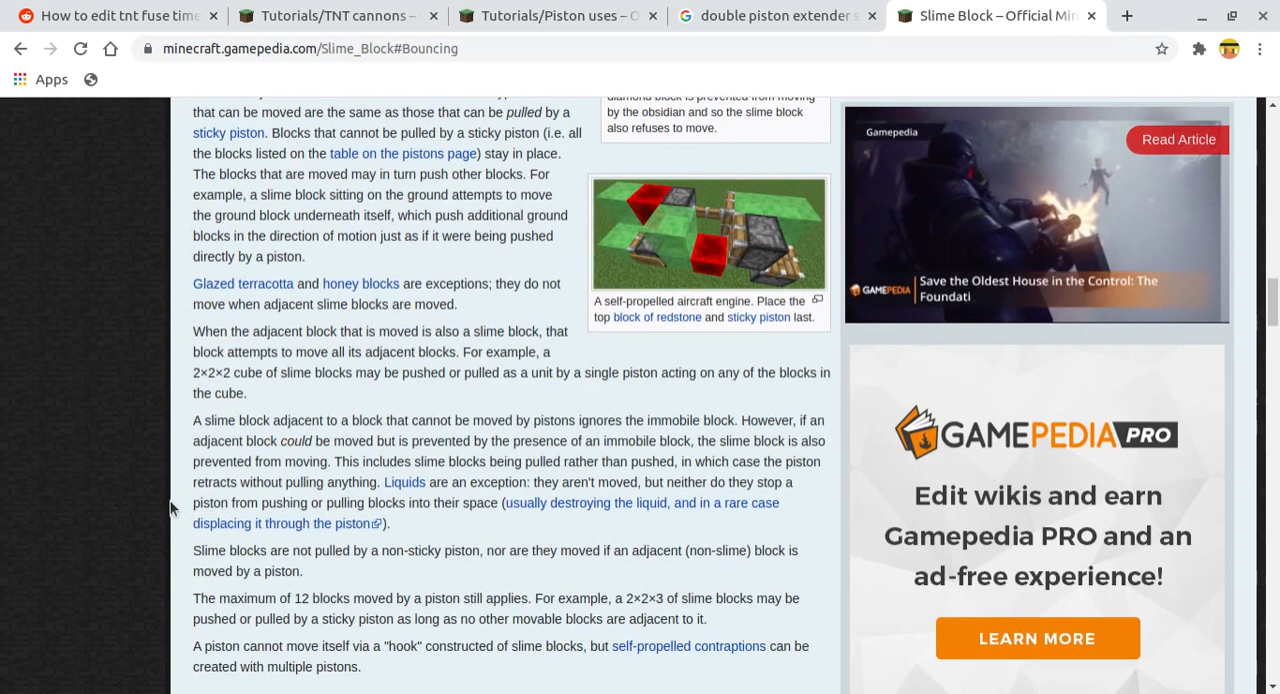 How to edit tnt fuse time
Tutorials/TNT cannons –
Tutorials/Piston uses – O
double piston extender s
Slime Block – Official Min
minecraft.gamepedia.com/Slime_Block#Bouncing
Apps
that can be moved are the same as those that can be pulled by a
sticky piston. Blocks that cannot be pulled by a sticky piston (i.e. all
the blocks listed on the table on the pistons page) stay in place.
The blocks that are moved may in turn push other blocks. For
example, a slime block sitting on the ground attempts to move
the ground block underneath itself, which push additional ground
blocks in the direction of motion just as if it were being pushed
directly by a piston.
Glazed terracotta and honey blocks are exceptions; they do not
move when adjacent slime blocks are moved.
When the adjacent block that is moved is also a slime block, that
block attempts to move all its adjacent blocks. For example, a
2×2×2 cube of slime blocks may be pushed or pulled as a unit by a single piston acting on any of the blocks in
the cube.
A slime block adjacent to a block that cannot be moved by pistons ignores the immobile block. However, if an
adjacent block could be moved but is prevented by the presence of an immobile block, the slime block is also
prevented from moving. This includes slime blocks being pulled rather than pushed, in which case the piston
retracts without pulling anything. Liquids are an exception: they aren't moved, but neither do they stop a
piston from pushing or pulling blocks into their space (usually destroying the liquid, and in a rare case
displacing it through the piston).
Slime blocks are not pulled by a non-sticky piston, nor are they moved if an adjacent (non-slime) block is
moved by a piston.
The maximum of 12 blocks moved by a piston still applies. For example, a 2×2×3 of slime blocks may be
pushed or pulled by a sticky piston as long as no other movable blocks are adjacent to it.
A piston cannot move itself via a "hook" constructed of slime blocks, but self-propelled contraptions can be
created with multiple pistons.
diamond block is prevented from moving
by the obsidian and so the slime block
also refuses to move.
A self-propelled aircraft engine. Place the
top block of redstone and sticky piston last.
Gamepedia
Read Article
GAMEPEDIA
Save the Oldest House in the Control: The
Foundati
GAMEPEDIA PRO
Edit wikis and earn
Gamepedia PRO and an
ad-free experience!
LEARN MORE